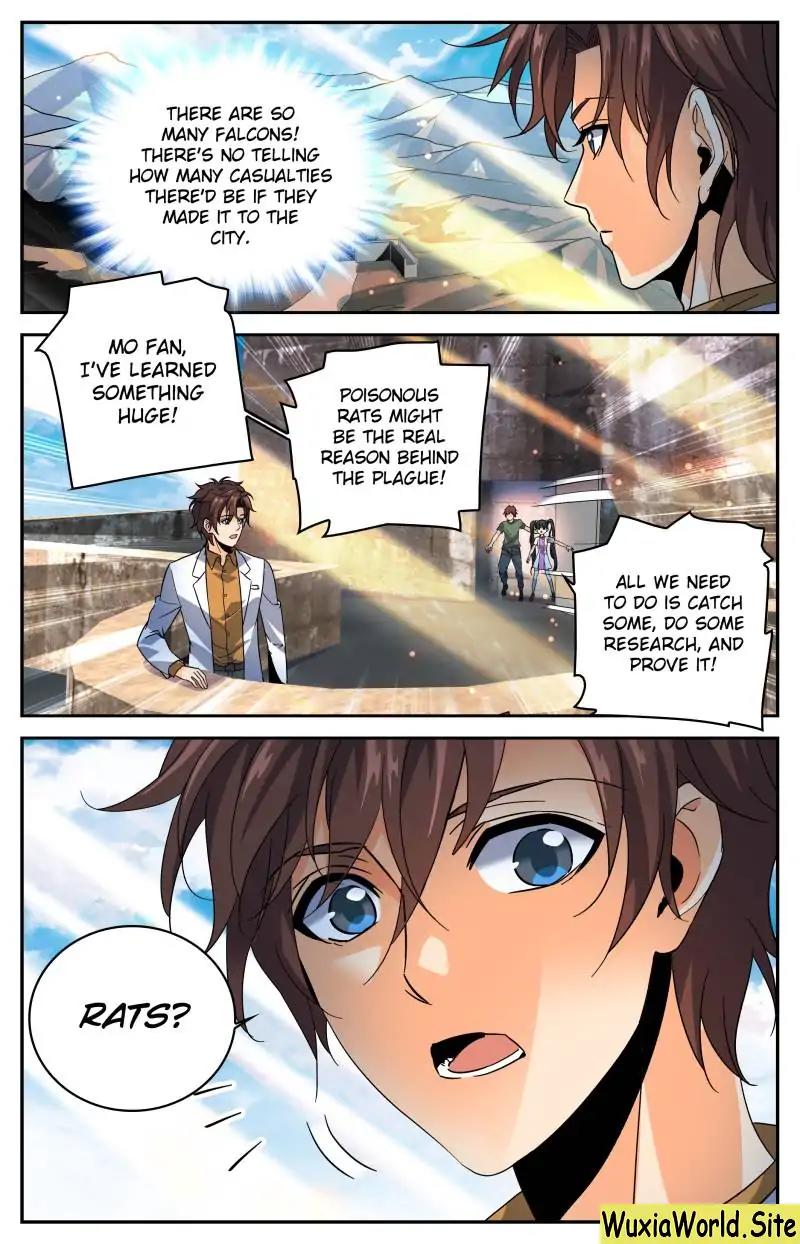 THERE ARE SO
MANY FALCONS!
THERE'S NO TELLING
HOW MANY CASUALTIES
THERE'D BE IF THEY
MADE IT TO THE
CITY.
MO FAN,
I'VE LEARNED
SOMETHING
HUGE!
POISONOUS
RATS MIGHT
BE THE REAL
REASON BEHIND
THE PLAGUE!
ALL WE NEED
TO DO IS CATCH
SOME, DO SOME
RESEARCH, AND
PROVE IT!
RATS?
WuxiaWorld.Site